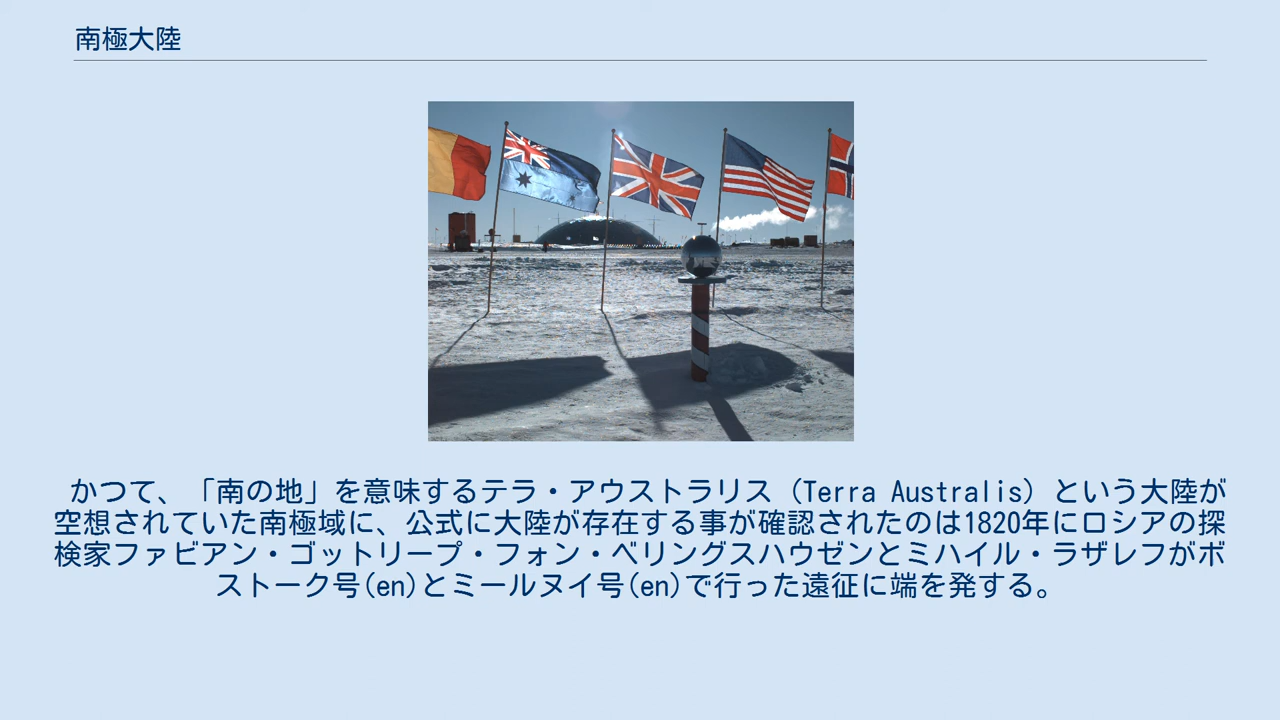 南極大陸
かつて、「南の地」を意味するテラ・アウストラリス（Terra Australis）という大陸が
空想されていた南極域に、公式に大陸が存在する事が確認されたのは1820年にロシアの探
検家ファビアン・ゴットリープ・フォン・ベリングスハウゼンとミハイル・ラザレフがボ
ストーク号(en)とミールヌイ号(en)で行った遠征に端を発する。